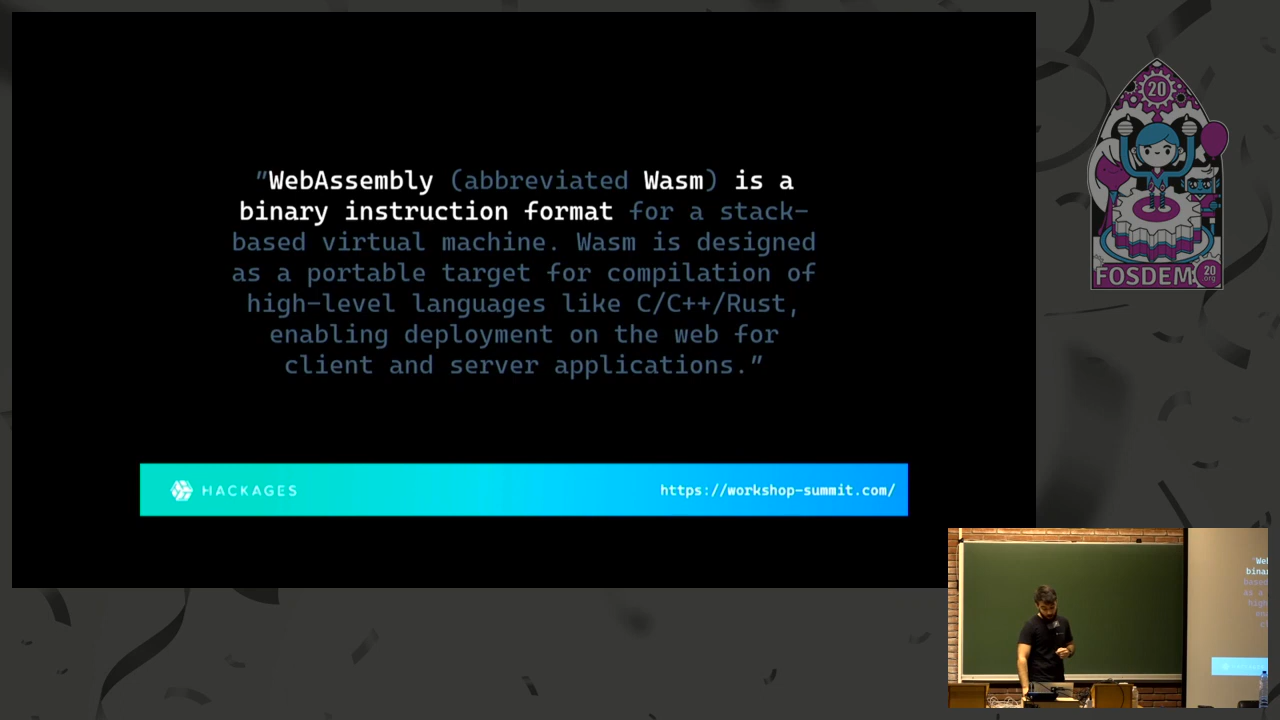 "WebAssembly (abbreviated Wasm) is a
binary instruction format for a stack-
based virtual machine. Wasm is designed
as a portable target for compilation of
high-level languages like C/C++/Rust,
enabling deployment on the web for
client and server applications."
HACKAGES
https://workshop-summit.com/
20
FOSDEM
20
org